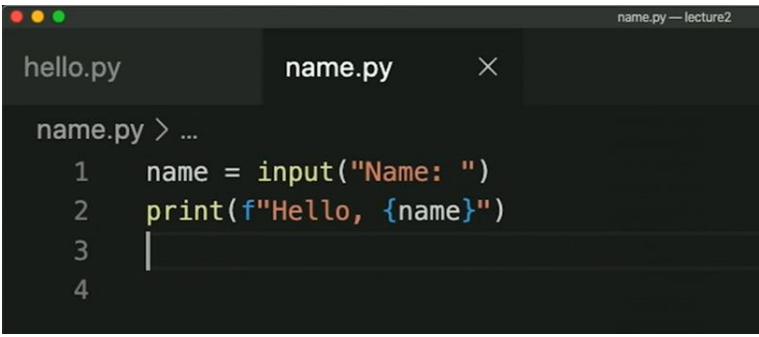 name.py — lecture2
hello.py name.py ×
name.py > ...
1 name = input("Name: ")
2 print(f"Hello, {name}")
3
4